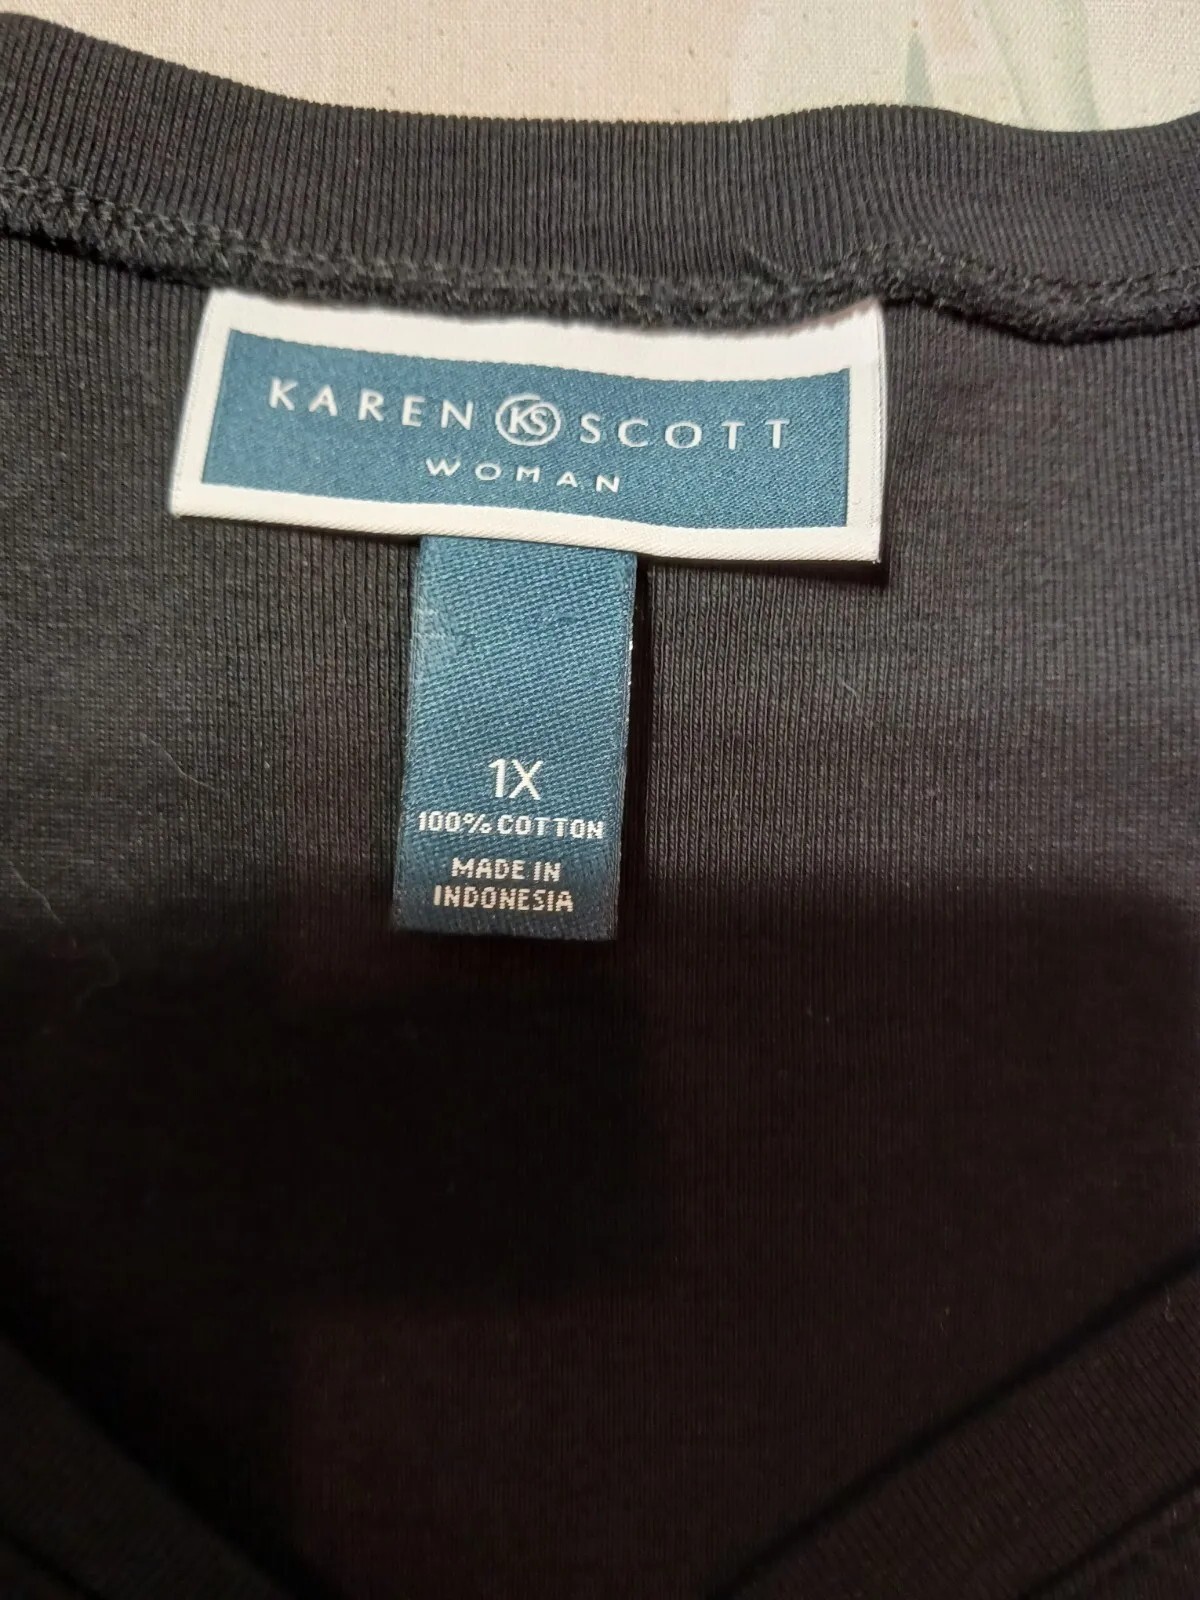 KAREN KS SCOTT
WOMAN
1X
100% COTTON
MADE IN
INDONESIA